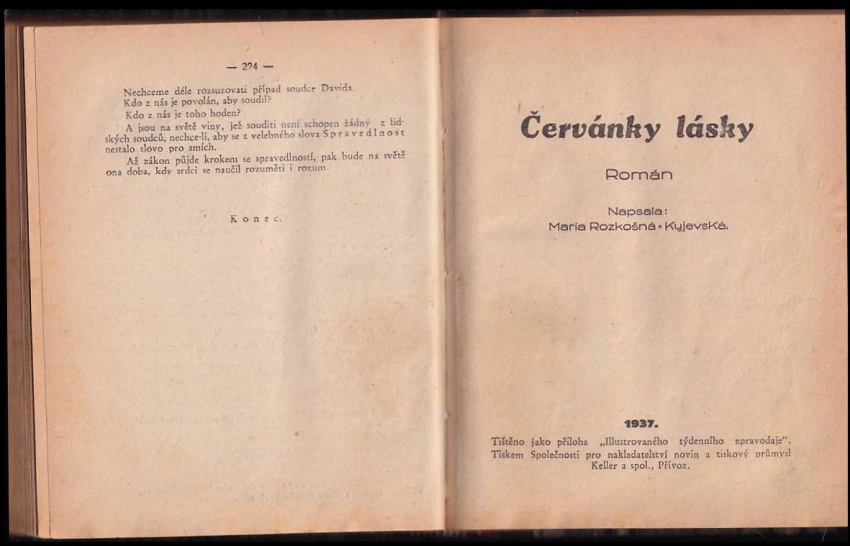 — 224 —
Nechceme déle rozsuzovati případ soudce Davida.
Kdo z nás je povolán, aby soudil?
Kdo z nás je toho hoden?
A jsou na světě viny, jež souditi není schopen žádný z lid-
ských soudců, nechce-li, aby se z velebného slova Spravedlnost
nestalo slovo pro smích.
Až zákon půjde krokem se spravedlností, pak bude na světě
ona doba, kdy srdci se naučil rozuměti i rozum
Konec.
Červánky lásky
Román
Napsala:
Maria Rozkošná-Kyjevská.
1937.
Tištěno jako příloha „Illustrovaného týdenního zpravodaje".
Tiskem Společnosti pro nakladatelství novin a tiskový průmysl
Keller a spol., Přívoz.